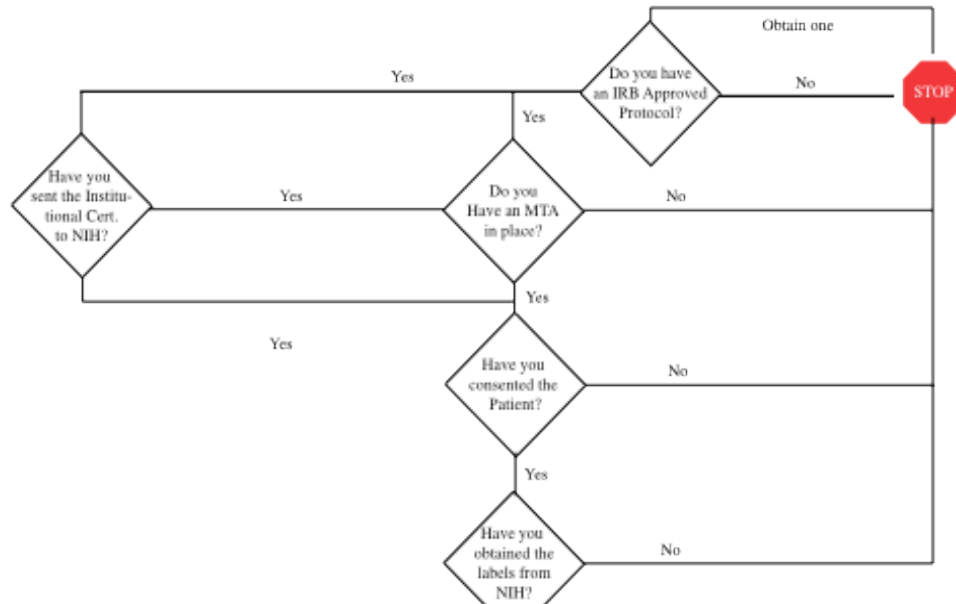 Obtain one
Do you have
an IRB Approved
Protocol?
Yes
No
STOP
Yes
Have you
sent the Institu-
tional Cert.
to NIH?
Yes
Do you
Have an MTA
in place?
No
Yes
Yes
Have you
consented the
Patient?
No
Yes
Have you
obtained the
labels from
NIH?
No